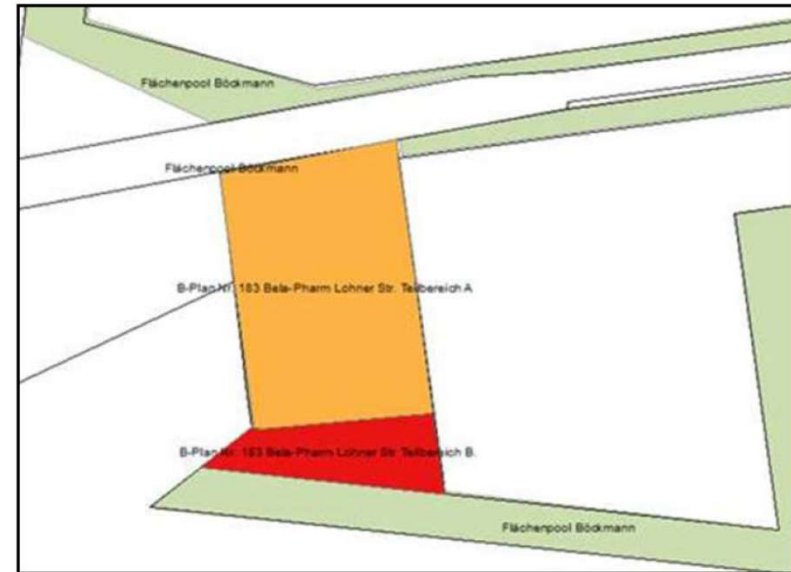 Flächenpool Böckmann
Flächenpool Böckmann
B-Plan Nr. 183 Bela-Pharm Lohner Str. Teilbereich A
B-Plan Nr. 183 Bela-Pharm Lohner Str. Teilbereich B.
Flächenpool Böckmann